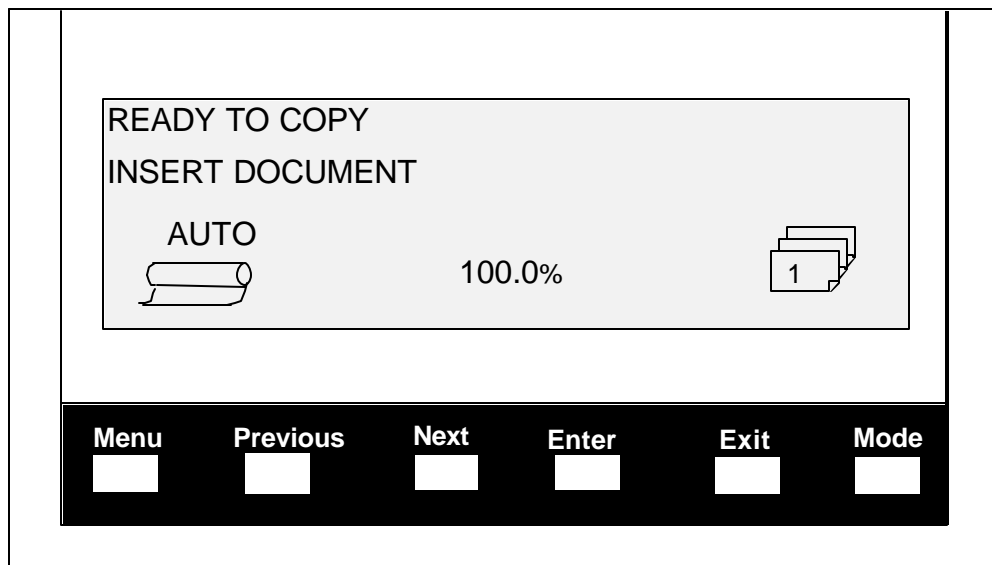 READY TO COPY
INSERT DOCUMENT
AUTO
100.0%
1
Menu Previous Next Enter Exit Mode